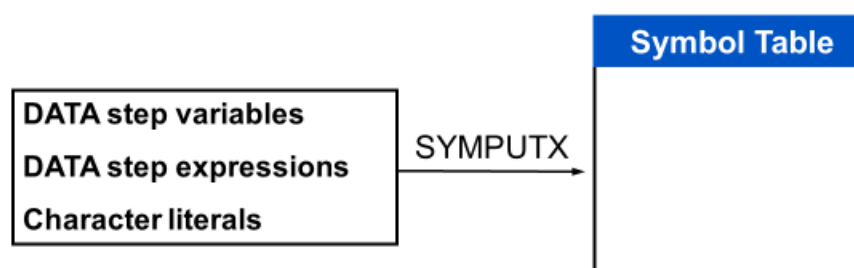 Symbol Table
DATA step variables
DATA step expressions
Character literals
SYMPUTX